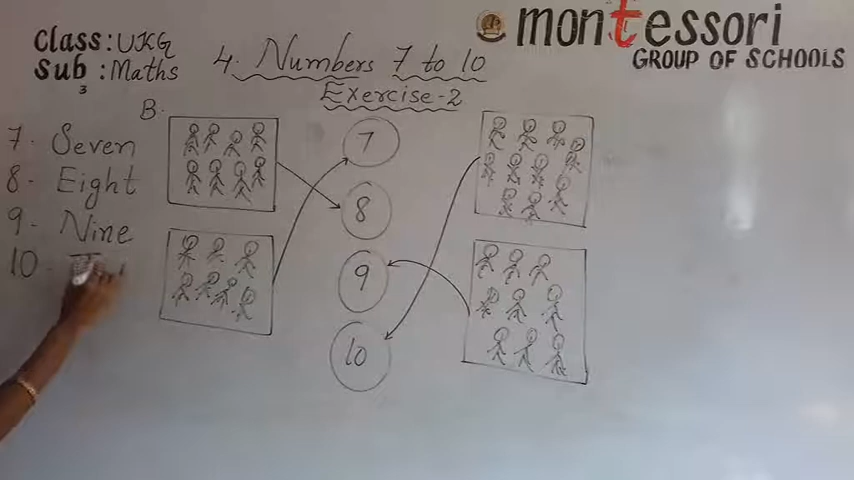 Class: UKG
Sub : Maths
3
4. Numbers 7 to 10
Exercise-2
montessori
GROUP OF SCHOOLS
B.
7. Seven
8- Eight
9- Nine
10
7
8
9
10